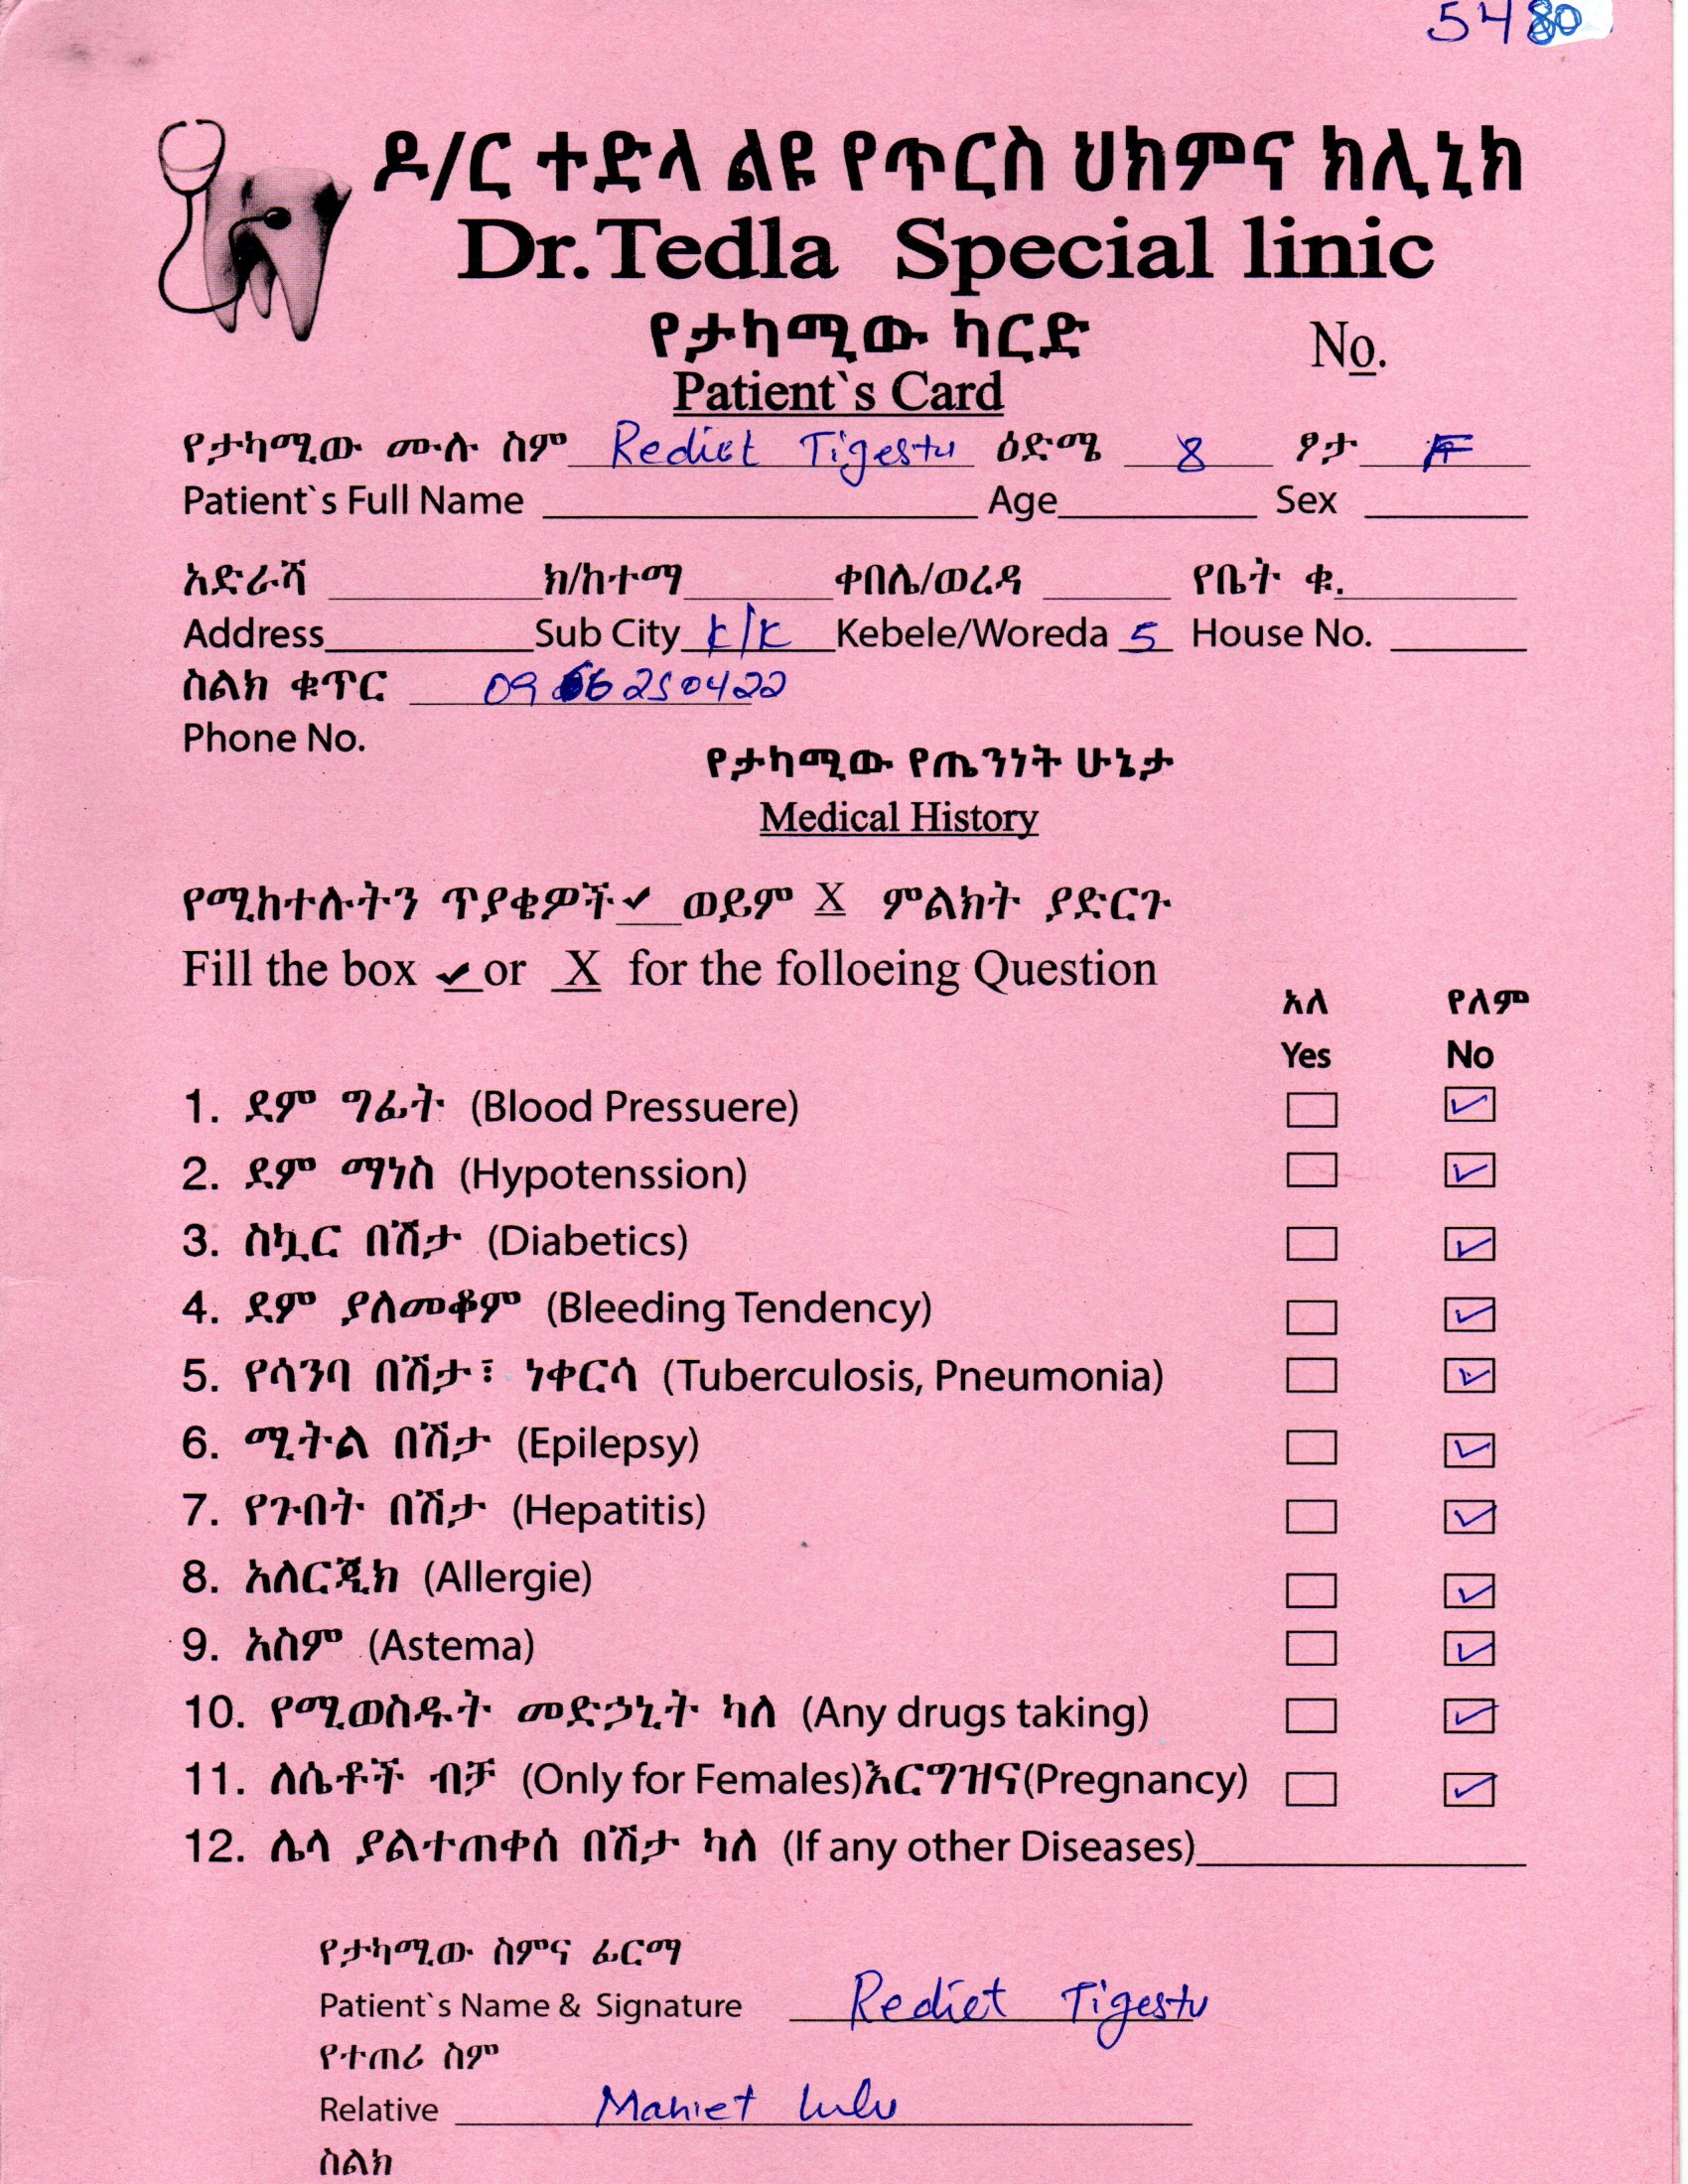 5480
ዶ/ር ተድላ ልዩ የጥርስ ህክምና ክሊኒክ
Dr.Tedla Special linic
የታካሚው ካርድ
No.
Patient`s Card
የታካሚው ሙሉ ስም Rediet Tigestu ዕድሜ 8 ፆታ F
Patient`s Full Name Age Sex
አድራሻ ክ/ከተማ ቀበሌ/ወረዳ የቤት ቁ.
Address Sub City k/k Kebele/Woreda 5 House No.
ስልክ ቁጥር 0966250422
Phone No.
የታካሚው የጤንነት ሁኔታ
Medical History
የሚከተሉትን ጥያቄዎች ✔ ወይም X ምልክት ያድርጉ
Fill the box ✔ or X for the folloeing Question
አለ የለም
Yes No
1. ደም ግፊት (Blood Pressuere) ✓
2. ደም ማነስ (Hypotenssion) ✓
3. ስኳር በሽታ (Diabetics) ✓
4. ደም ያለመቆም (Bleeding Tendency) ✓
5. የሳንባ በሽታ፣ ነቀርሳ (Tuberculosis, Pneumonia) ✓
6. ሚትል በሽታ (Epilepsy) ✓
7. የጉበት በሽታ (Hepatitis) ✓
8. አለርጂክ (Allergie) ✓
9. አስም (Astema) ✓
10. የሚወስዱት መድኃኒት ካለ (Any drugs taking) ✓
11. ለሴቶች ብቻ (Only for Females)እርግዝና(Pregnancy) ✓
12. ሌላ ያልተጠቀሰ በሽታ ካለ (If any other Diseases)
የታካሚው ስምና ፊርማ
Patient`s Name & Signature Rediet Tigestu
የተጠሪ ስም
Relative Mahiet lulu
ስልክ